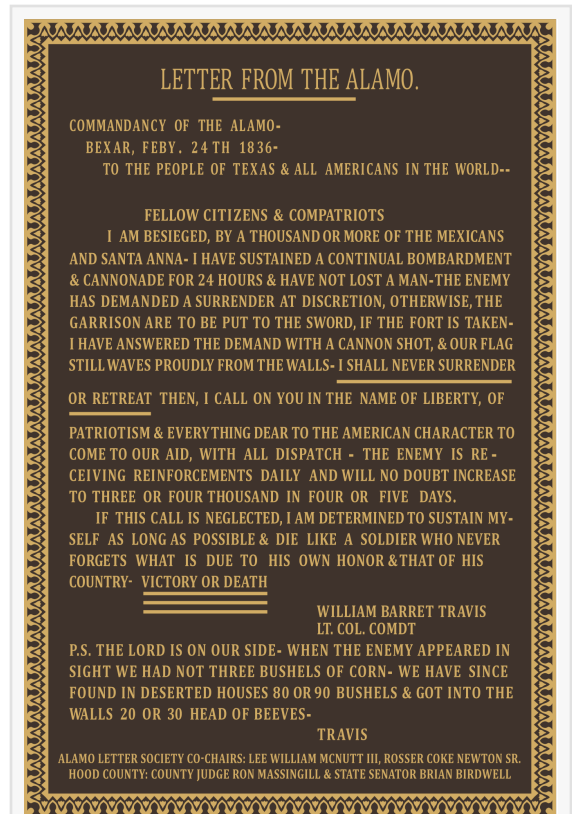 LETTER FROM THE ALAMO.
COMMANDANCY OF THE ALAMO-
BEXAR, FEBY. 24TH 1836-
TO THE PEOPLE OF TEXAS & ALL AMERICANS IN THE WORLD--
FELLOW CITIZENS & COMPATRIOTS
I AM BESIEGED, BY A THOUSAND OR MORE OF THE MEXICANS
AND SANTA ANNA- I HAVE SUSTAINED A CONTINUAL BOMBARDMENT
& CANNONADE FOR 24 HOURS & HAVE NOT LOST A MAN-THE ENEMY
HAS DEMANDED A SURRENDER AT DISCRETION, OTHERWISE, THE
GARRISON ARE TO BE PUT TO THE SWORD, IF THE FORT IS TAKEN-
I HAVE ANSWERED THE DEMAND WITH A CANNON SHOT, & OUR FLAG
STILL WAVES PROUDLY FROM THE WALLS- I SHALL NEVER SURRENDER
OR RETREAT THEN, I CALL ON YOU IN THE NAME OF LIBERTY, OF
PATRIOTISM & EVERYTHING DEAR TO THE AMERICAN CHARACTER TO
COME TO OUR AID, WITH ALL DISPATCH - THE ENEMY IS RE-
CEIVING REINFORCEMENTS DAILY AND WILL NO DOUBT INCREASE
TO THREE OR FOUR THOUSAND IN FOUR OR FIVE DAYS.
IF THIS CALL IS NEGLECTED, I AM DETERMINED TO SUSTAIN MY-
SELF AS LONG AS POSSIBLE & DIE LIKE A SOLDIER WHO NEVER
FORGETS WHAT IS DUE TO HIS OWN HONOR & THAT OF HIS
COUNTRY- VICTORY OR DEATH
WILLIAM BARRET TRAVIS
LT. COL. COMDT
P.S. THE LORD IS ON OUR SIDE- WHEN THE ENEMY APPEARED IN
SIGHT WE HAD NOT THREE BUSHELS OF CORN- WE HAVE SINCE
FOUND IN DESERTED HOUSES 80 OR 90 BUSHELS & GOT INTO THE
WALLS 20 OR 30 HEAD OF BEEVES-
TRAVIS
ALAMO LETTER SOCIETY CO-CHAIRS: LEE WILLIAM MCNUTT III, ROSSER COKE NEWTON SR.
HOOD COUNTY: COUNTY JUDGE RON MASSINGILL & STATE SENATOR BRIAN BIRDWELL